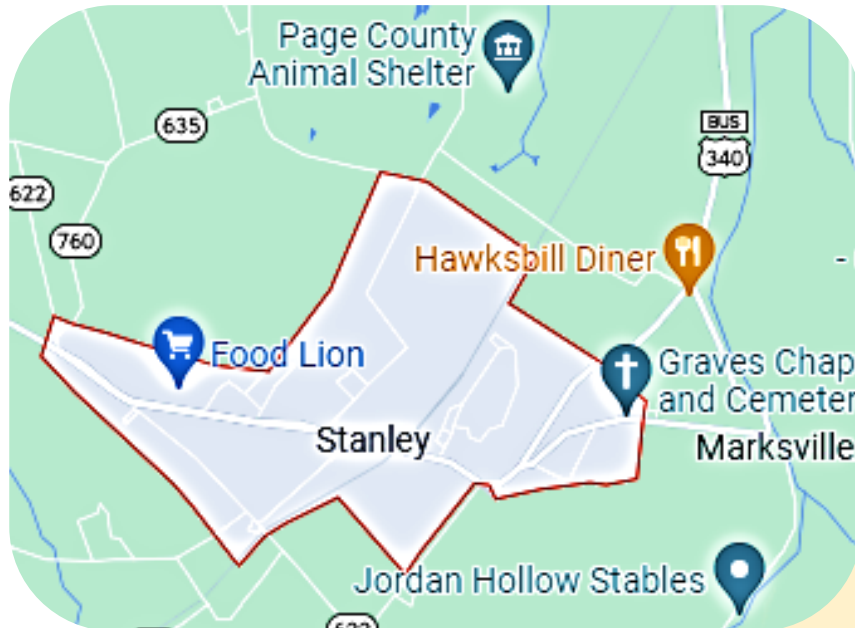 Page County
Animal Shelter
635
BUS
340
622
760
Hawksbill Diner
Food Lion
Graves Chap
and Cemeter
Stanley
Marksville
Jordan Hollow Stables